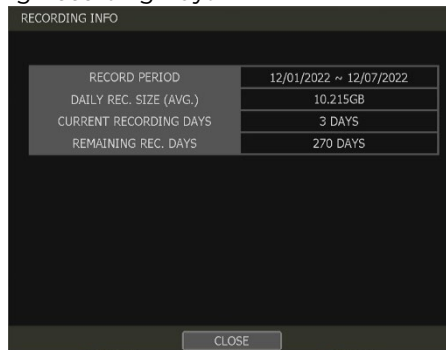 RECORDING INFO
RECORD PERIOD 12/01/2022 ~ 12/07/2022
DAILY REC. SIZE (AVG.) 10.215GB
CURRENT RECORDING DAYS 3 DAYS
REMAINING REC. DAYS 270 DAYS
CLOSE